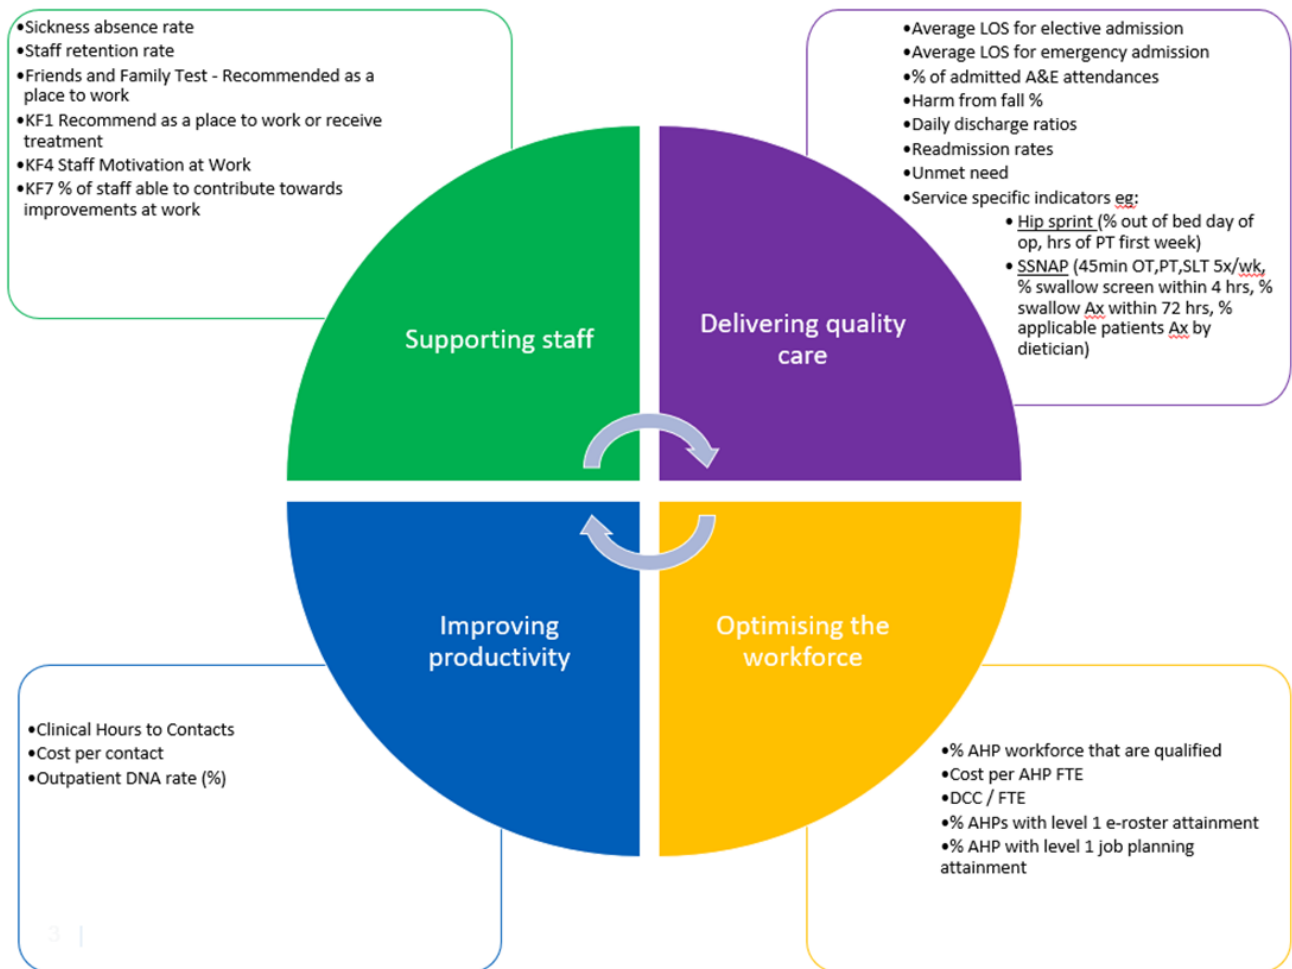 •Sickness absence rate
•Staff retention rate
•Friends and Family Test - Recommended as a
place to work
•KF1 Recommend as a place to work or receive
treatment
•KF4 Staff Motivation at Work
•KF7 % of staff able to contribute towards
improvements at work
•Average LOS for elective admission
•Average LOS for emergency admission
•% of admitted A&E attendances
•Harm from fall %
•Daily discharge ratios
•Readmission rates
•Unmet need
•Service specific indicators eg:
• Hip sprint (% out of bed day of
op, hrs of PT first week)
• SSNAP (45min OT,PT,SLT 5x/wk,
% swallow screen within 4 hrs, %
swallow Ax within 72 hrs, %
applicable patients Ax by
dietician)
Supporting staff
Delivering quality
care
Improving
productivity
Optimising the
workforce
•Clinical Hours to Contacts
•Cost per contact
•Outpatient DNA rate (%)
•% AHP workforce that are qualified
•Cost per AHP FTE
•DCC / FTE
•% AHPs with level 1 e-roster attainment
•% AHP with level 1 job planning
attainment
3 |